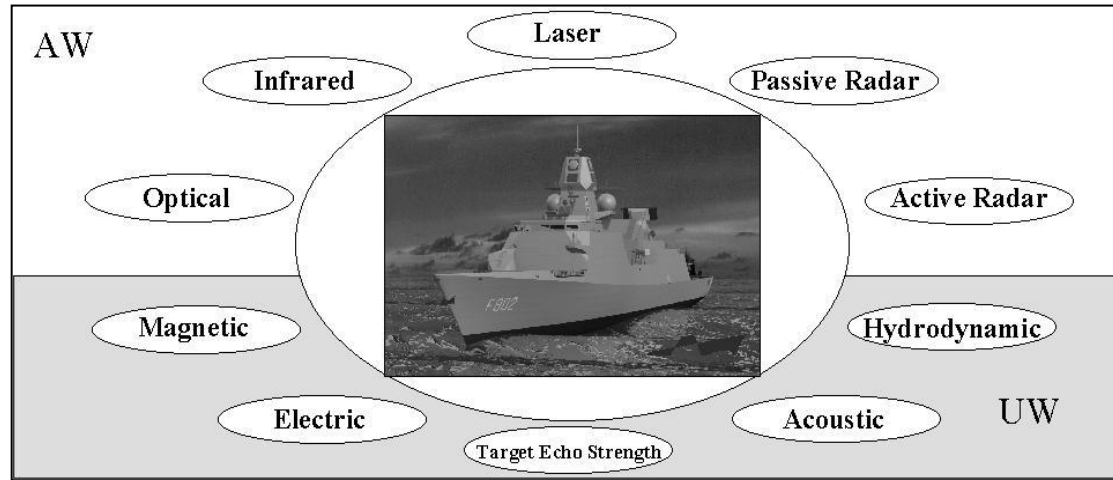 AW
Laser
Infrared
Passive Radar
Optical
Active Radar
F802
Magnetic
Hydrodynamic
Electric
Acoustic
UW
Target Echo Strength